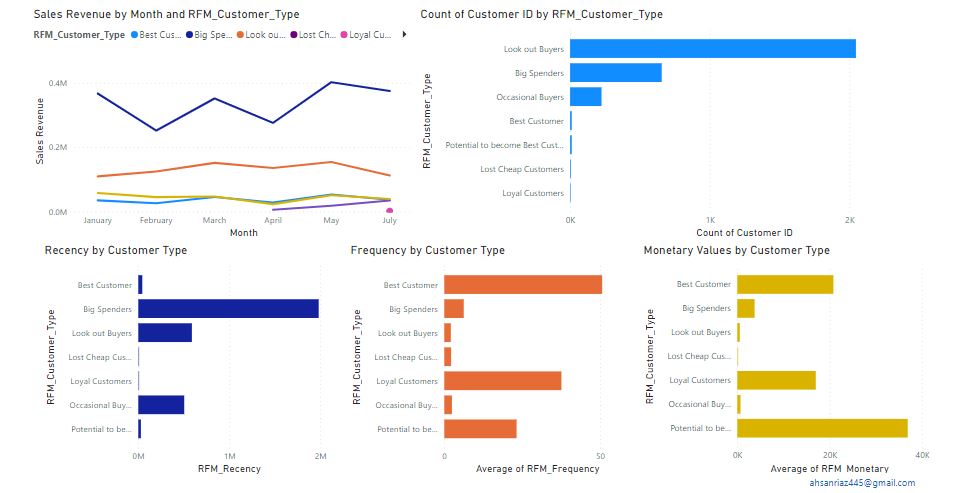 Sales Revenue by Month and RFM_Customer_Type
RFM_Customer_Type Best Cus... Big Spe... Look ou... Lost Ch... Loyal Cu...
Sales Revenue
0.4M
0.2M
0.0M
January February March April May July
Month
Count of Customer ID by RFM_Customer_Type
RFM_Customer_Type
Look out Buyers
Big Spenders
Occasional Buyers
Best Customer
Potential to become Best Cust...
Lost Cheap Customers
Loyal Customers
0K 1K 2K
Count of Customer ID
Recency by Customer Type
RFM_Customer_Type
Best Customer
Big Spenders
Look out Buyers
Lost Cheap Cus...
Loyal Customers
Occasional Buy...
Potential to be...
0M 1M 2M
RFM_Recency
Frequency by Customer Type
RFM_Customer_Type
Best Customer
Big Spenders
Look out Buyers
Lost Cheap Cus...
Loyal Customers
Occasional Buy...
Potential to be...
0 50
Average of RFM_Frequency
Monetary Values by Customer Type
RFM_Customer_Type
Best Customer
Big Spenders
Look out Buyers
Lost Cheap Cus...
Loyal Customers
Occasional Buy...
Potential to be...
0K 20K 40K
Average of RFM_Monetary
ahsanriaz445@gmail.com